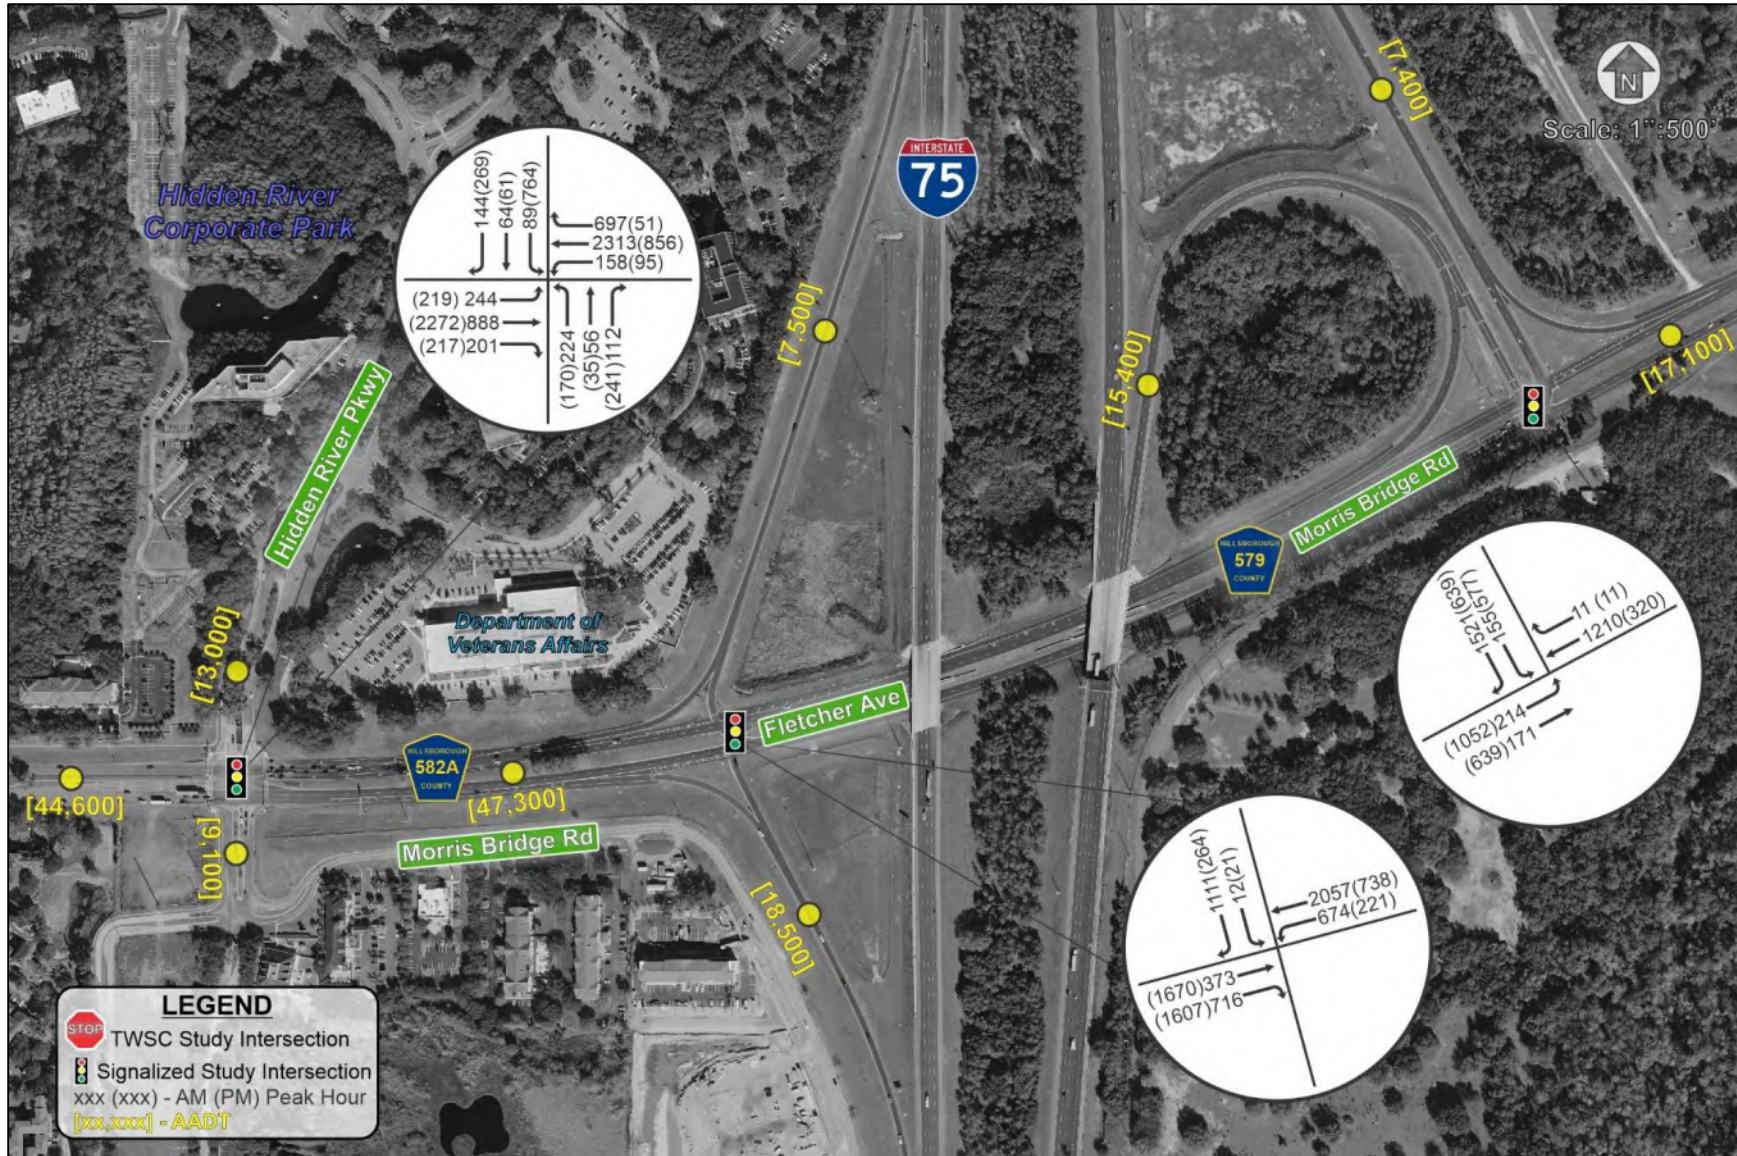 [7,400]
N
Scale: 1":500'
INTERSTATE
75
Hidden River
Corporate Park
144(269)
64(61)
89(764)
697(51)
2313(856)
158(95)
(219) 244
(2272)888
(217)201
(170)224
(35)56
(241)112
[7,500]
[15,400]
[17,100]
Hidden River Pkwy
Morris Bridge Rd
HILLSBOROUGH
579
COUNTY
1521(639)
155(577)
11 (11)
1210(320)
(1052)214
(639)171
Department of
Veterans Affairs
[13,000]
Fletcher Ave
HILLSBOROUGH
582A
COUNTY
[44,600]
[47,300]
[9,100]
Morris Bridge Rd
[18,500]
1111(264)
12(21)
2057(738)
674(221)
(1670)373
(1607)716
LEGEND
STOP TWSC Study Intersection
Signalized Study Intersection
xxx (xxx) - AM (PM) Peak Hour
[xx,xxx] - AADT